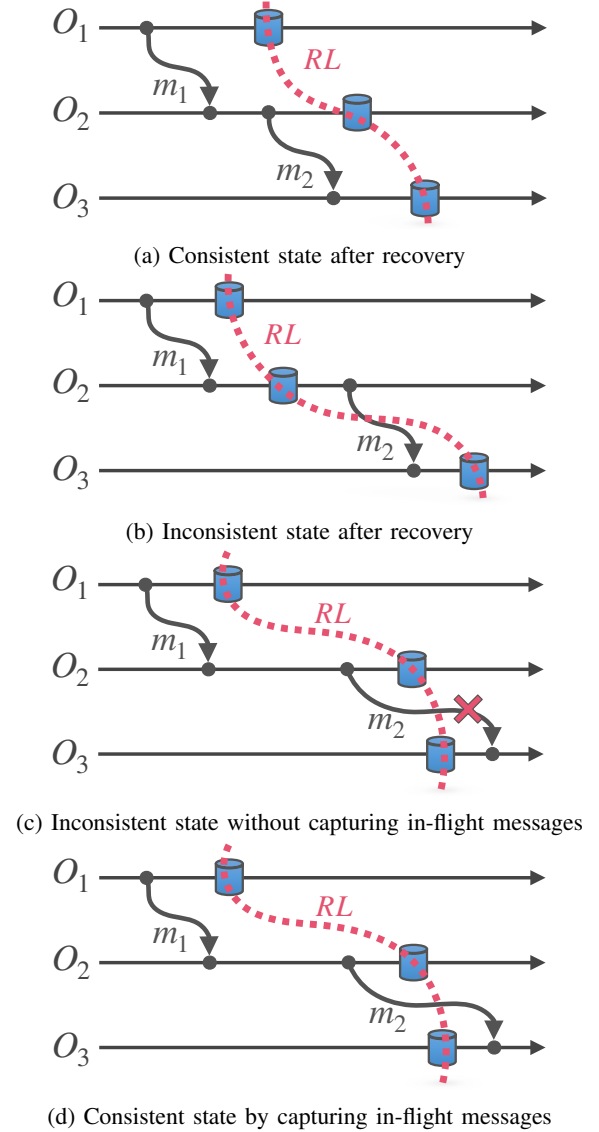 O₁
RL
m₁
O₂
m₂
O₃
(a) Consistent state after recovery
O₁
RL
m₁
O₂
m₂
O₃
(b) Inconsistent state after recovery
O₁
RL
m₁
O₂
m₂
O₃
(c) Inconsistent state without capturing in-flight messages
O₁
RL
m₁
O₂
m₂
O₃
(d) Consistent state by capturing in-flight messages